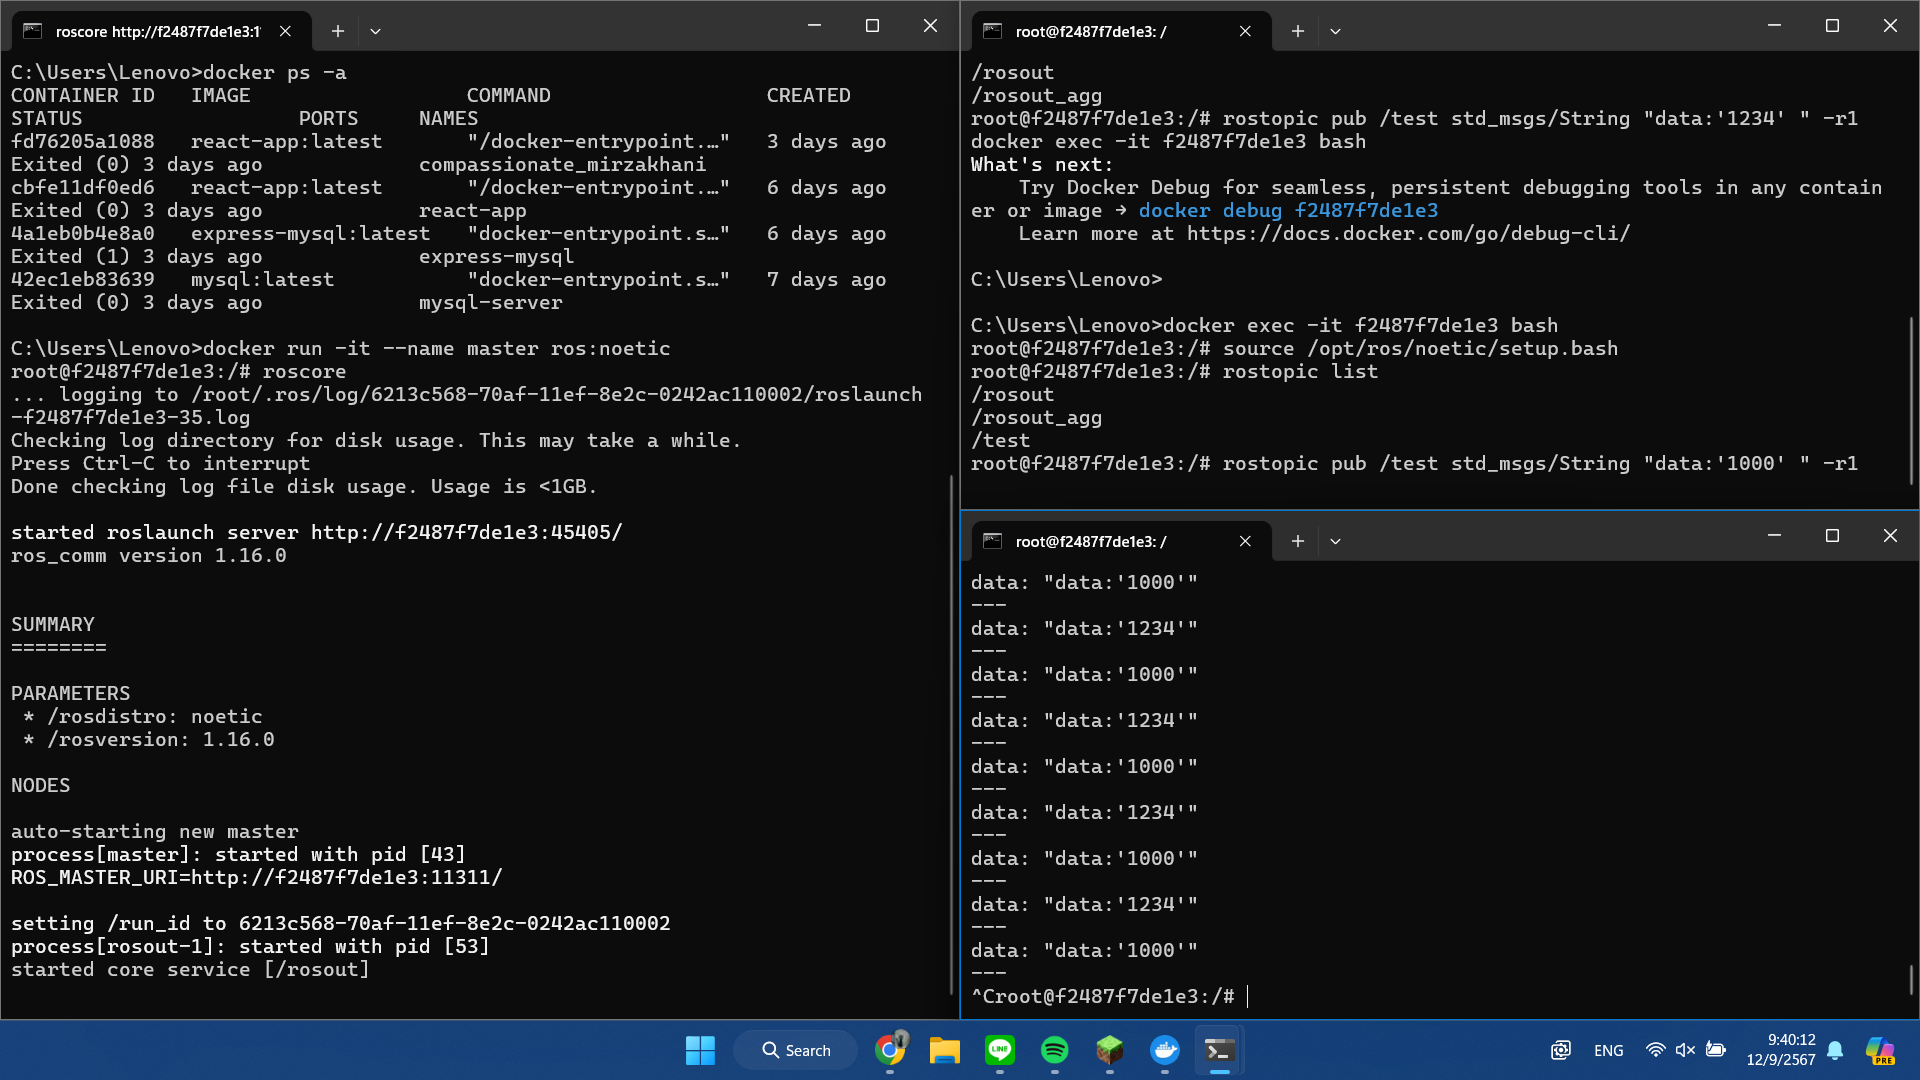 roscore http://f2487f7de1e3:1
C:\Users\Lenovo>docker ps -a
CONTAINER ID   IMAGE                  COMMAND                  CREATED
STATUS                  PORTS     NAMES
fd76205a1088   react-app:latest       "/docker-entrypoint.…"   3 days ago
Exited (0) 3 days ago             compassionate_mirzakhani
cbfe11df0ed6   react-app:latest       "/docker-entrypoint.…"   6 days ago
Exited (0) 3 days ago             react-app
4a1eb0b4e8a0   express-mysql:latest   "docker-entrypoint.s…"   6 days ago
Exited (1) 3 days ago             express-mysql
42ec1eb83639   mysql:latest           "docker-entrypoint.s…"   7 days ago
Exited (0) 3 days ago             mysql-server
C:\Users\Lenovo>docker run -it --name master ros:noetic
root@f2487f7de1e3:/# roscore
... logging to /root/.ros/log/6213c568-70af-11ef-8e2c-0242ac110002/roslaunch
-f2487f7de1e3-35.log
Checking log directory for disk usage. This may take a while.
Press Ctrl-C to interrupt
Done checking log file disk usage. Usage is <1GB.
started roslaunch server http://f2487f7de1e3:45405/
ros_comm version 1.16.0
SUMMARY
========
PARAMETERS
 * /rosdistro: noetic
 * /rosversion: 1.16.0
NODES
auto-starting new master
process[master]: started with pid [43]
ROS_MASTER_URI=http://f2487f7de1e3:11311/
setting /run_id to 6213c568-70af-11ef-8e2c-0242ac110002
process[rosout-1]: started with pid [53]
started core service [/rosout]
root@f2487f7de1e3: /
/rosout
/rosout_agg
root@f2487f7de1e3:/# rostopic pub /test std_msgs/String "data:'1234' " -r1
docker exec -it f2487f7de1e3 bash
What's next:
    Try Docker Debug for seamless, persistent debugging tools in any contain
er or image → docker debug f2487f7de1e3
    Learn more at https://docs.docker.com/go/debug-cli/
C:\Users\Lenovo>
C:\Users\Lenovo>docker exec -it f2487f7de1e3 bash
root@f2487f7de1e3:/# source /opt/ros/noetic/setup.bash
root@f2487f7de1e3:/# rostopic list
/rosout
/rosout_agg
/test
root@f2487f7de1e3:/# rostopic pub /test std_msgs/String "data:'1000' " -r1
root@f2487f7de1e3: /
data: "data:'1000'"
---
data: "data:'1234'"
---
data: "data:'1000'"
---
data: "data:'1234'"
---
data: "data:'1000'"
---
data: "data:'1234'"
---
data: "data:'1000'"
---
data: "data:'1234'"
---
data: "data:'1000'"
---
^Croot@f2487f7de1e3:/#
Search
LINE
ENG
9:40:12
12/9/2567
PRE